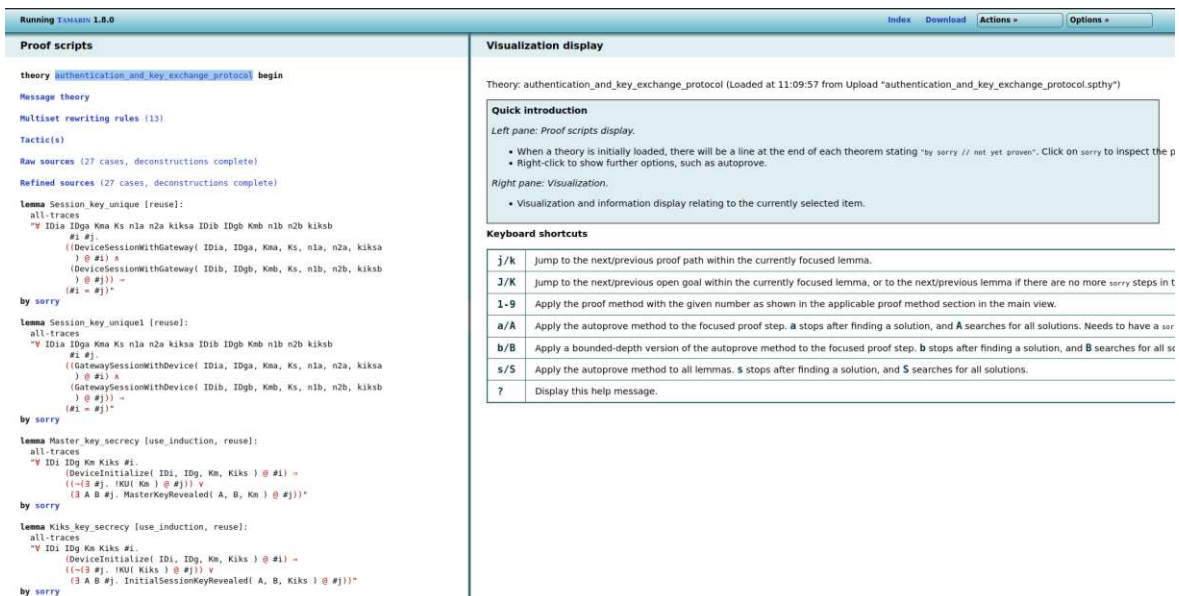 Running TAMARIN 1.8.0
Index Download Actions » Options »
Proof scripts
theory authentication_and_key_exchange_protocol begin
Message theory
Multiset rewriting rules (13)
Tactic(s)
Raw sources (27 cases, deconstructions complete)
Refined sources (27 cases, deconstructions complete)
lemma Session_key_unique [reuse]:
all-traces
"∀ IDia IDga Kma Ks n1a n2a kiksa IDib IDgb Kmb n1b n2b kiksb
#i #j.
((DeviceSessionWithGateway( IDia, IDga, Kma, Ks, n1a, n2a, kiksa
) @ #i) ∧
(DeviceSessionWithGateway( IDib, IDgb, Kmb, Ks, n1b, n2b, kiksb
) @ #j)) →
(#i = #j)"
by sorry
lemma Session_key_unique1 [reuse]:
all-traces
"∀ IDia IDga Kma Ks n1a n2a kiksa IDib IDgb Kmb n1b n2b kiksb
#i #j.
((GatewaySessionWithDevice( IDia, IDga, Kma, Ks, n1a, n2a, kiksa
) @ #i) ∧
(GatewaySessionWithDevice( IDib, IDgb, Kmb, Ks, n1b, n2b, kiksb
) @ #j)) →
(#i = #j)"
by sorry
lemma Master_key_secrecy [use_induction, reuse]:
all-traces
"∀ IDi IDg Km Kiks #i.
(DeviceInitialize( IDi, IDg, Km, Kiks ) @ #i) →
((¬(∃ #j. !KU( Km ) @ #j)) ∨
(∃ A B #j. MasterKeyRevealed( A, B, Km ) @ #j))"
by sorry
lemma Kiks_key_secrecy [use_induction, reuse]:
all-traces
"∀ IDi IDg Km Kiks #i.
(DeviceInitialize( IDi, IDg, Km, Kiks ) @ #i) →
((¬(∃ #j. !KU( Kiks ) @ #j)) ∨
(∃ A B #j. InitialSessionKeyRevealed( A, B, Kiks ) @ #j))"
by sorry
Visualization display
Theory: authentication_and_key_exchange_protocol (Loaded at 11:09:57 from Upload "authentication_and_key_exchange_protocol.spthy")
Quick introduction
Left pane: Proof scripts display.
• When a theory is initially loaded, there will be a line at the end of each theorem stating "by sorry // not yet proven". Click on sorry to inspect the p
• Right-click to show further options, such as autoprove.
Right pane: Visualization.
• Visualization and information display relating to the currently selected item.
Keyboard shortcuts
j/k Jump to the next/previous proof path within the currently focused lemma.
J/K Jump to the next/previous open goal within the currently focused lemma, or to the next/previous lemma if there are no more sorry steps in t
1-9 Apply the proof method with the given number as shown in the applicable proof method section in the main view.
a/A Apply the autoprove method to the focused proof step. a stops after finding a solution, and A searches for all solutions. Needs to have a sor
b/B Apply a bounded-depth version of the autoprove method to the focused proof step. b stops after finding a solution, and B searches for all so
s/S Apply the autoprove method to all lemmas. s stops after finding a solution, and S searches for all solutions.
? Display this help message.